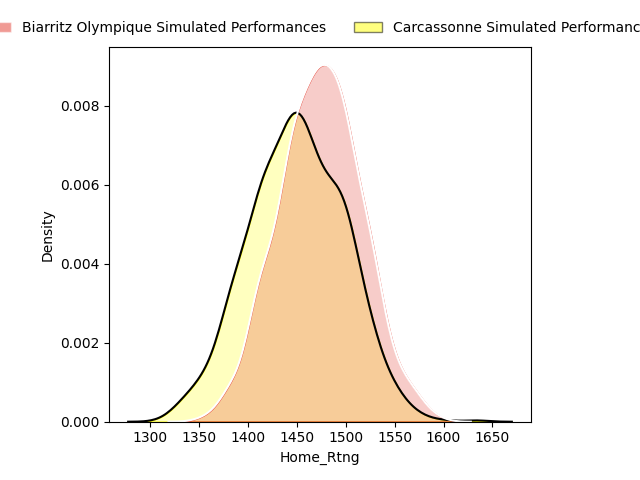 Biarritz Olympique Simulated Performances Carcassonne Simulated Performanc
0.008
0.006
0.004
0.002
0.000
Density
1300 1350 1400 1450 1500 1550 1600 1650
Home_Rtng